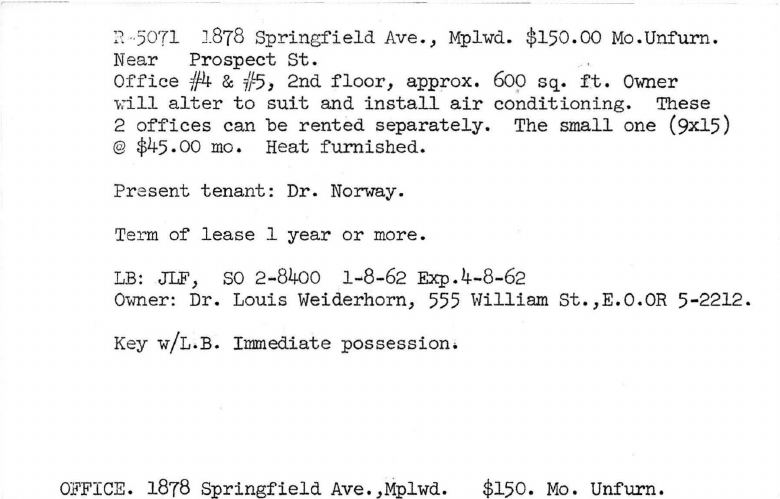 R-5071 1878 Springfield Ave., Mplwd. $150.00 Mo.Unfurn.
Near Prospect St.
Office #4 & #5, 2nd floor, approx. 600 sq. ft. Owner
will alter to suit and install air conditioning. These
2 offices can be rented separately. The small one (9x15)
@ $45.00 mo. Heat furnished.
Present tenant: Dr. Norway.
Term of lease 1 year or more.
LB: JLF, SO 2-8400 1-8-62 Exp.4-8-62
Owner: Dr. Louis Weiderhorn, 555 William St.,E.O.OR 5-2212.
Key w/L.B. Immediate possession.
OFFICE. 1878 Springfield Ave.,Mplwd. $150. Mo. Unfurn.